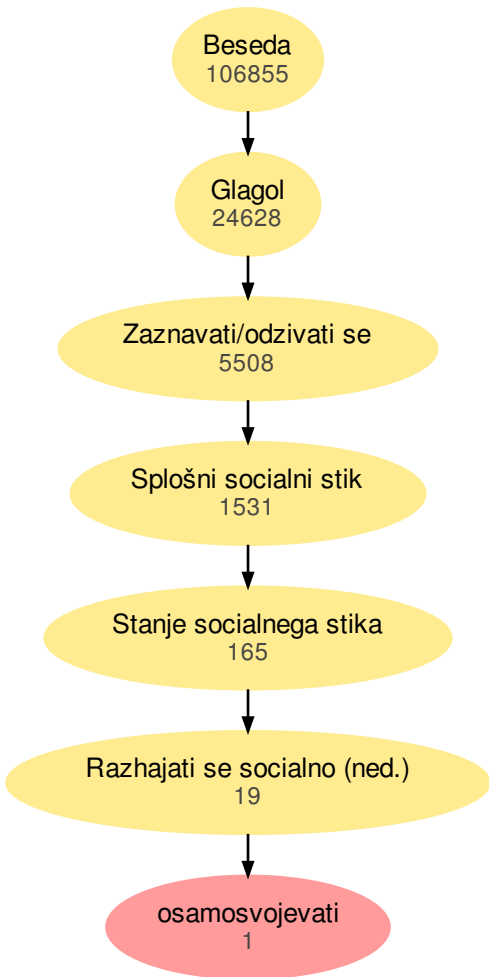 Beseda
106855
Glagol
24628
Zaznavati/odzivati se
5508
Splošni socialni stik
1531
Stanje socialnega stika
165
Razhajati se socialno (ned.)
19
osamosvojevati
1